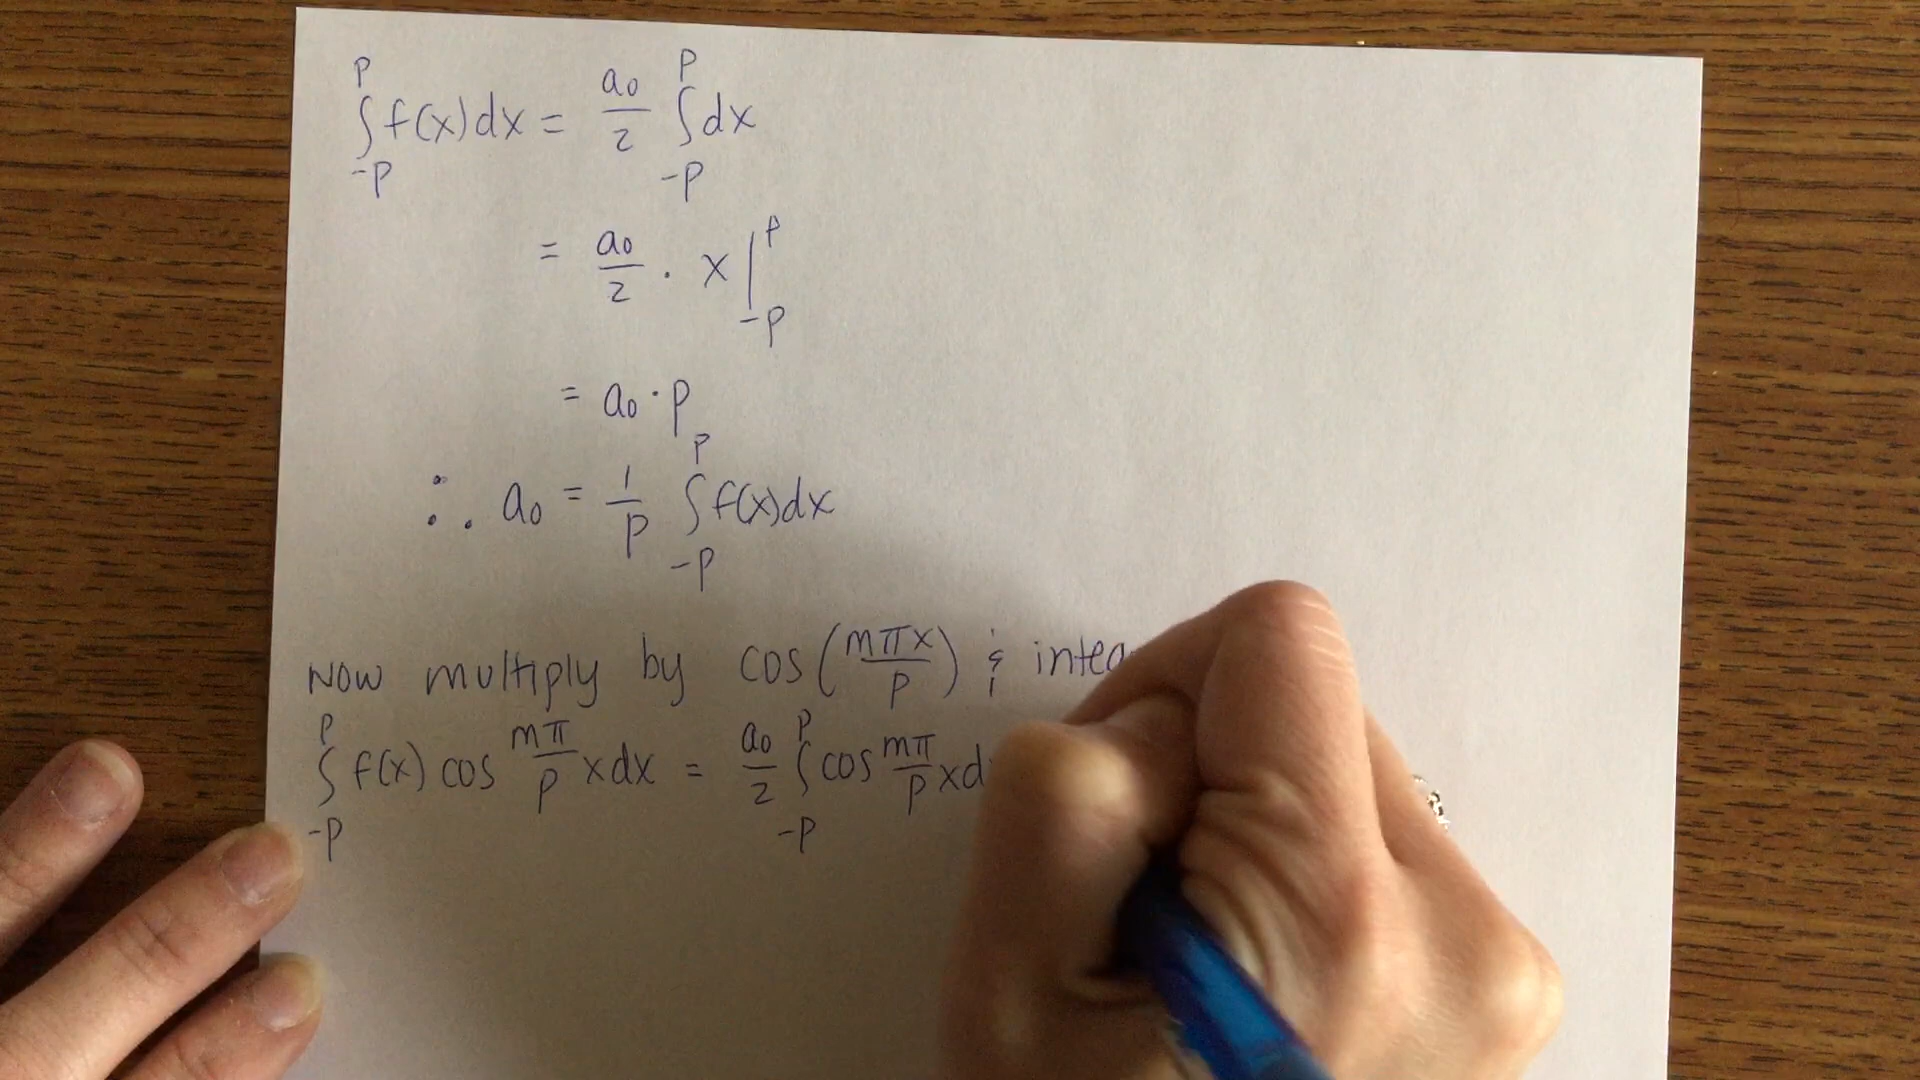 ∫_{-p}^{p} f(x)dx = a₀/2 ∫_{-p}^{p} dx
= a₀/2 · x |_{-p}^{p}
= a₀ · p
∴ a₀ = 1/p ∫_{-p}^{p} f(x)dx
NOW multiply by cos(mπx/p) &
∫_{-p}^{p} f(x) cos mπ/p x dx = a₀/2 ∫_{-p}^{p} cos mπ/p x